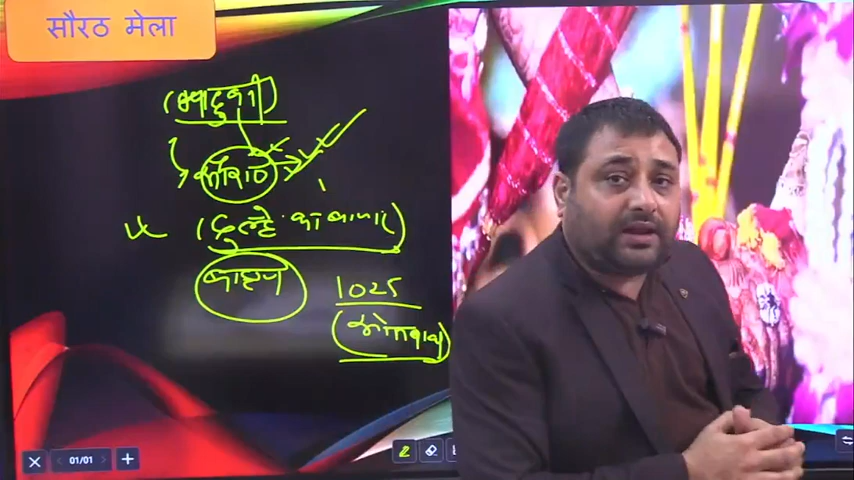 सौरठ मेला
(मधुबनी)
सौराठ
(दुल्हे का बाजार)
ब्राह्मण
1025
01/01